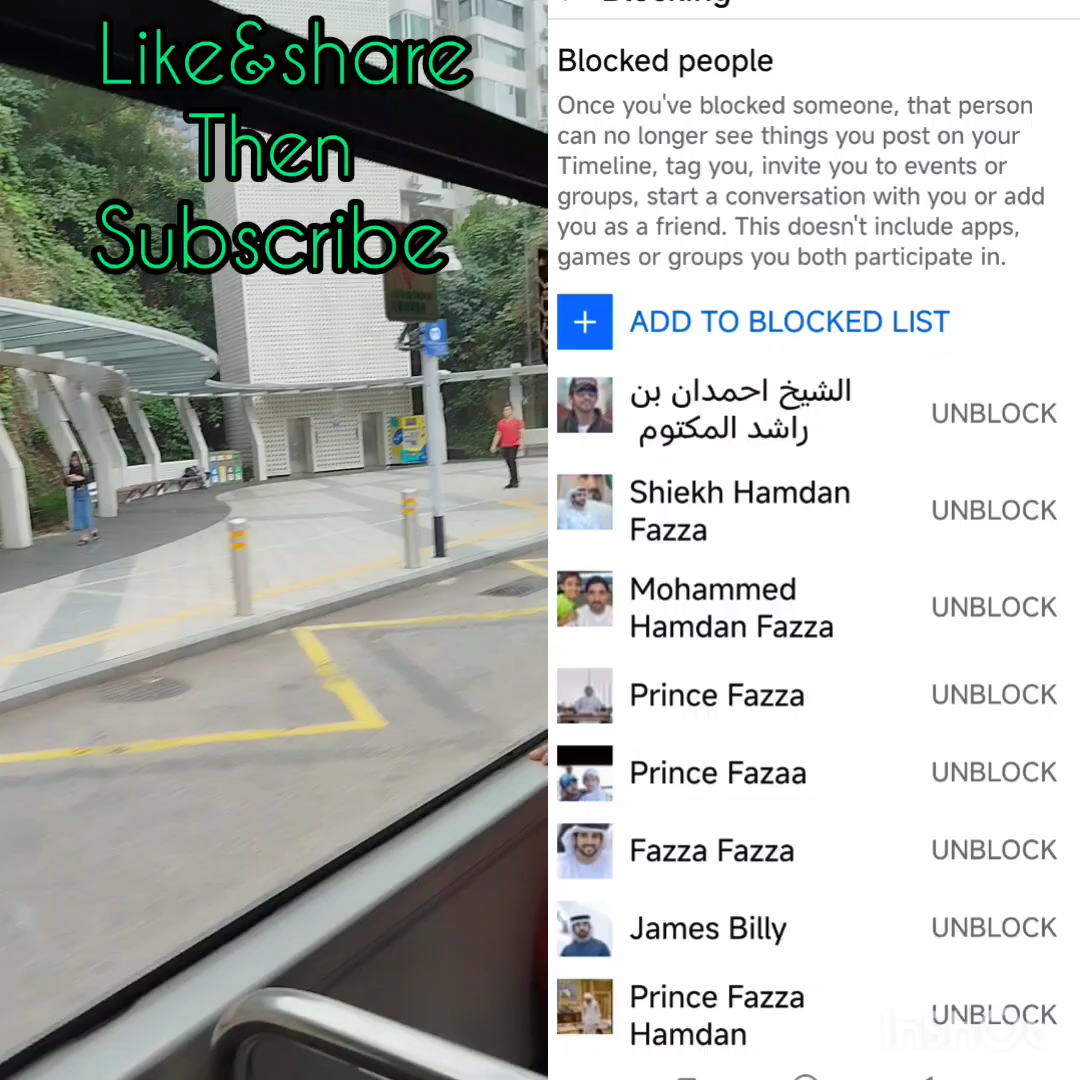 Like&share
Then
Subscribe
Blocking
Blocked people
Once you've blocked someone, that person
can no longer see things you post on your
Timeline, tag you, invite you to events or
groups, start a conversation with you or add
you as a friend. This doesn't include apps,
games or groups you both participate in.
ADD TO BLOCKED LIST
الشيخ احمدان بن
راشد المكتوم
UNBLOCK
Shiekh Hamdan
Fazza
UNBLOCK
Mohammed
Hamdan Fazza
UNBLOCK
Prince Fazza
UNBLOCK
Prince Fazaa
UNBLOCK
Fazza Fazza
UNBLOCK
James Billy
UNBLOCK
Prince Fazza
Hamdan
UNBLOCK
InShOt